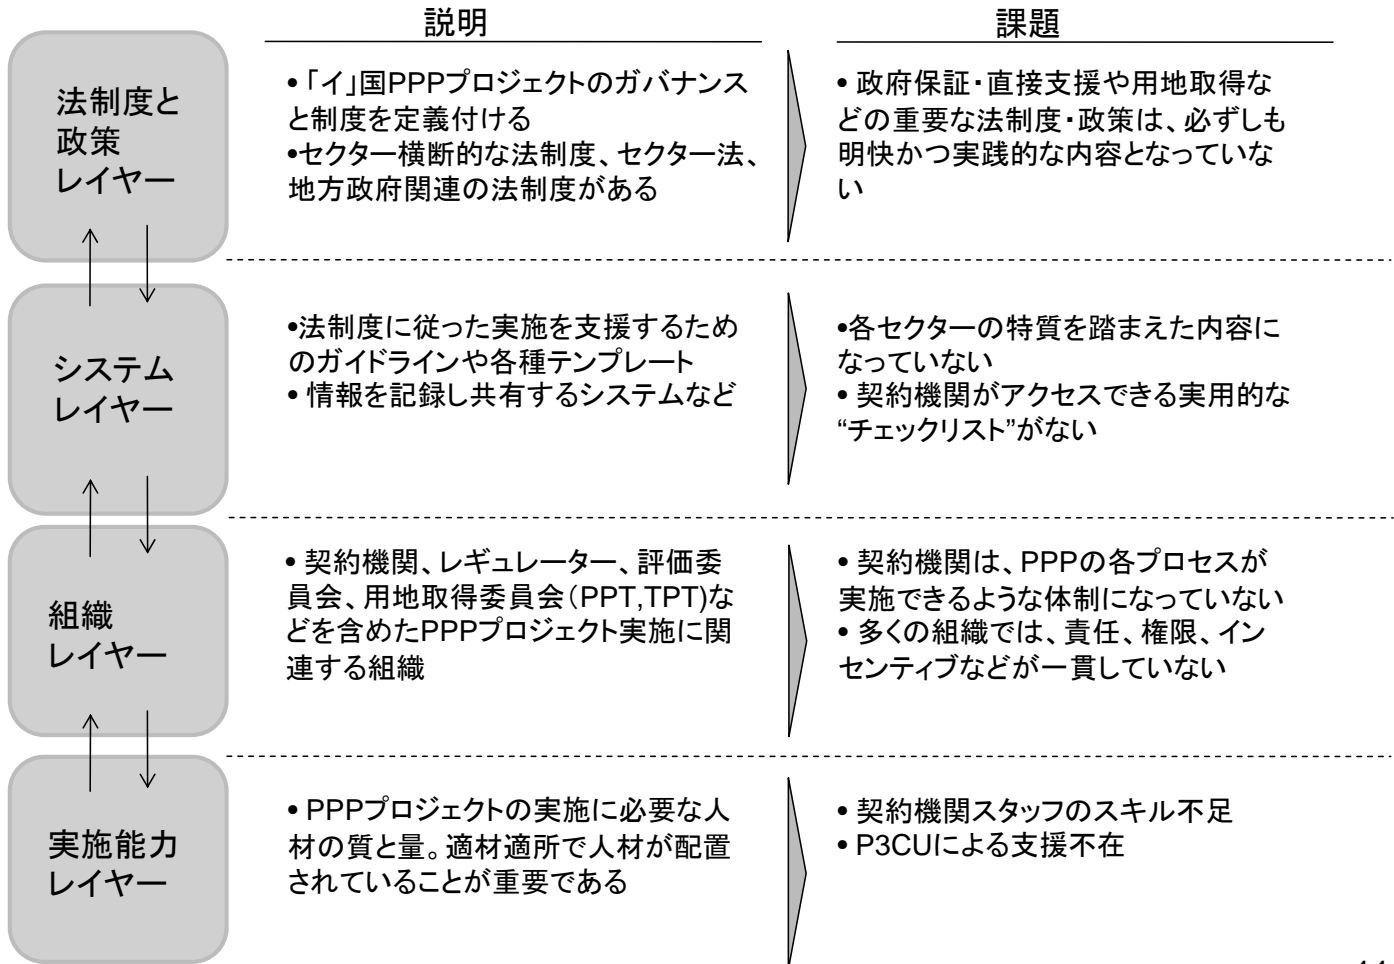 説明
課題
法制度と
政策
レイヤー
•「イ」国PPPプロジェクトのガバナンス
と制度を定義付ける
•セクター横断的な法制度、セクター法、
地方政府関連の法制度がある
• 政府保証・直接支援や用地取得な
どの重要な法制度・政策は、必ずしも
明快かつ実践的な内容となっていな
い
システム
レイヤー
•法制度に従った実施を支援するため
のガイドラインや各種テンプレート
• 情報を記録し共有するシステムなど
•各セクターの特質を踏まえた内容に
なっていない
• 契約機関がアクセスできる実用的な
“チェックリスト”がない
組織
レイヤー
• 契約機関、レギュレーター、評価委
員会、用地取得委員会（PPT,TPT)な
どを含めたPPPプロジェクト実施に関
連する組織
• 契約機関は、PPPの各プロセスが
実施できるような体制になっていない
• 多くの組織では、責任、権限、イン
センティブなどが一貫していない
実施能力
レイヤー
• PPPプロジェクトの実施に必要な人
材の質と量。適材適所で人材が配置
されていることが重要である
• 契約機関スタッフのスキル不足
• P3CUによる支援不在